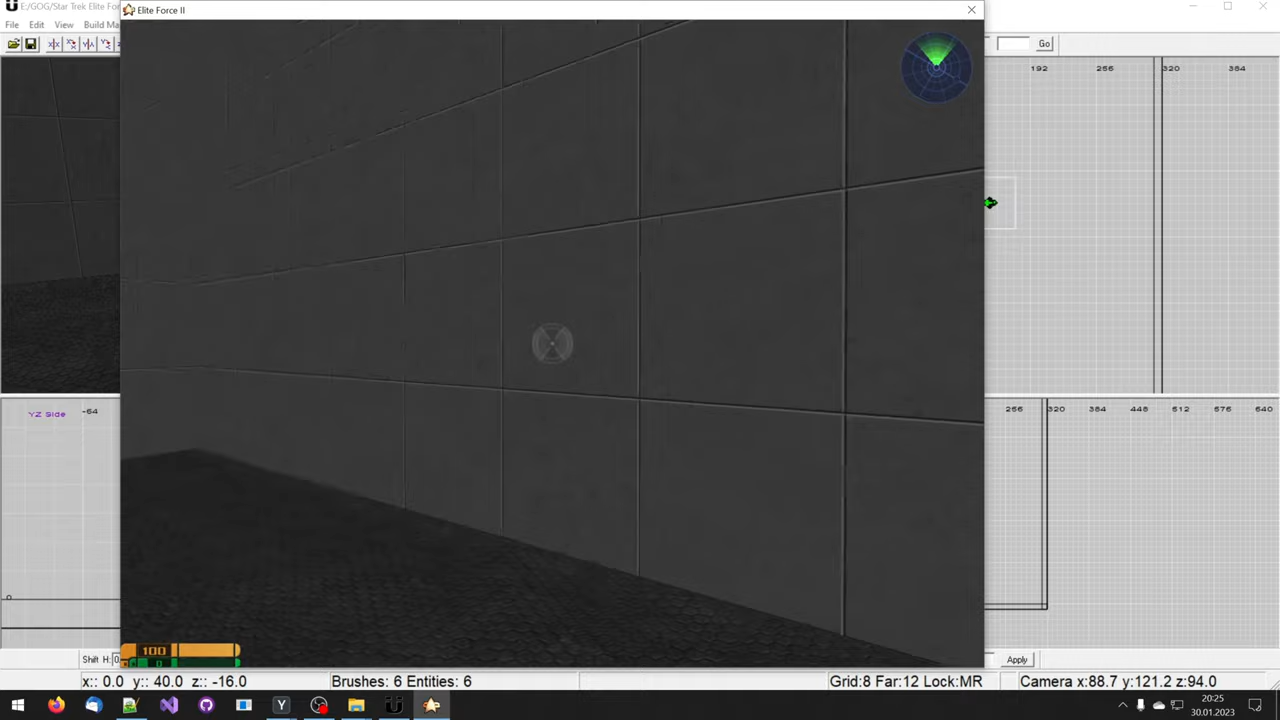 E:/GOG/Star Trek Elite Fo
Elite Force II
File Edit View Build Ma
Go
192 256 320 384
YZ Side -64
256 320 384 448 512 576 640
100
0
Shift H:
Apply
x:: 0.0 y:: 40.0 z:: -16.0
Brushes: 6 Entities: 6
Grid:8 Far:12 Lock:MR
Camera x:88.7 y:121.2 z:94.0
20:25
30.01.2023